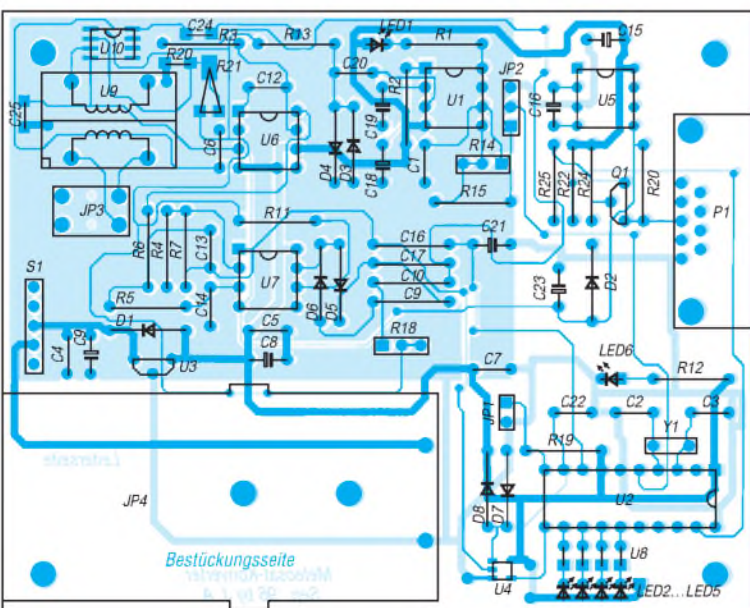 C24
LED1
C15
U10
R3
R13
R1
R20
R21
C20
R2
JP2
U9
C12
U1
C16
U5
C25
C19
U6
C6
D4
D3
C18
C1
R14
Q1
JP3
R15
R25
R22
R24
R20
P1
R11
C16
C21
R6
R4
R7
C13
C17
S1
U7
C10
C23
D2
R5
C14
D6
D5
C9
D1
C5
R18
C4
C9
U3
C8
C7
LED6
R12
JP1
C22
C2
C3
R19
Y1
Leiterseite
JP4
D8
D7
U2
Bestückungsseite
U8
U4
LED2...LED5